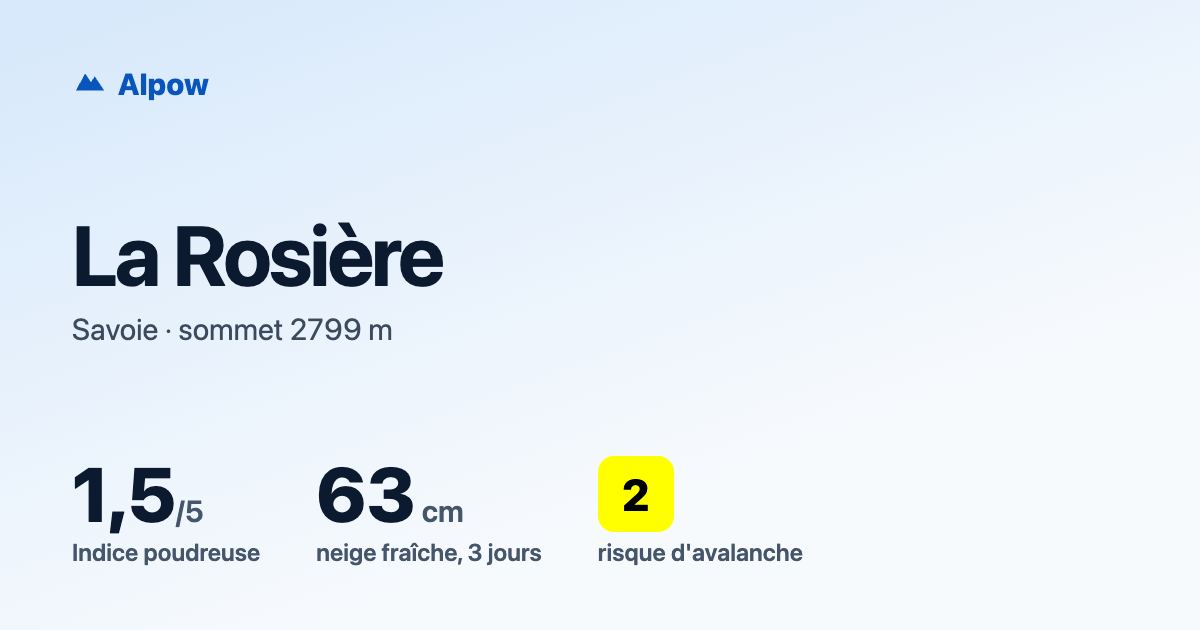 Alpow
La Rosière
Savoie · sommet 2799 m
1,5/5
Indice poudreuse
63 cm
neige fraîche, 3 jours
2
risque d'avalanche